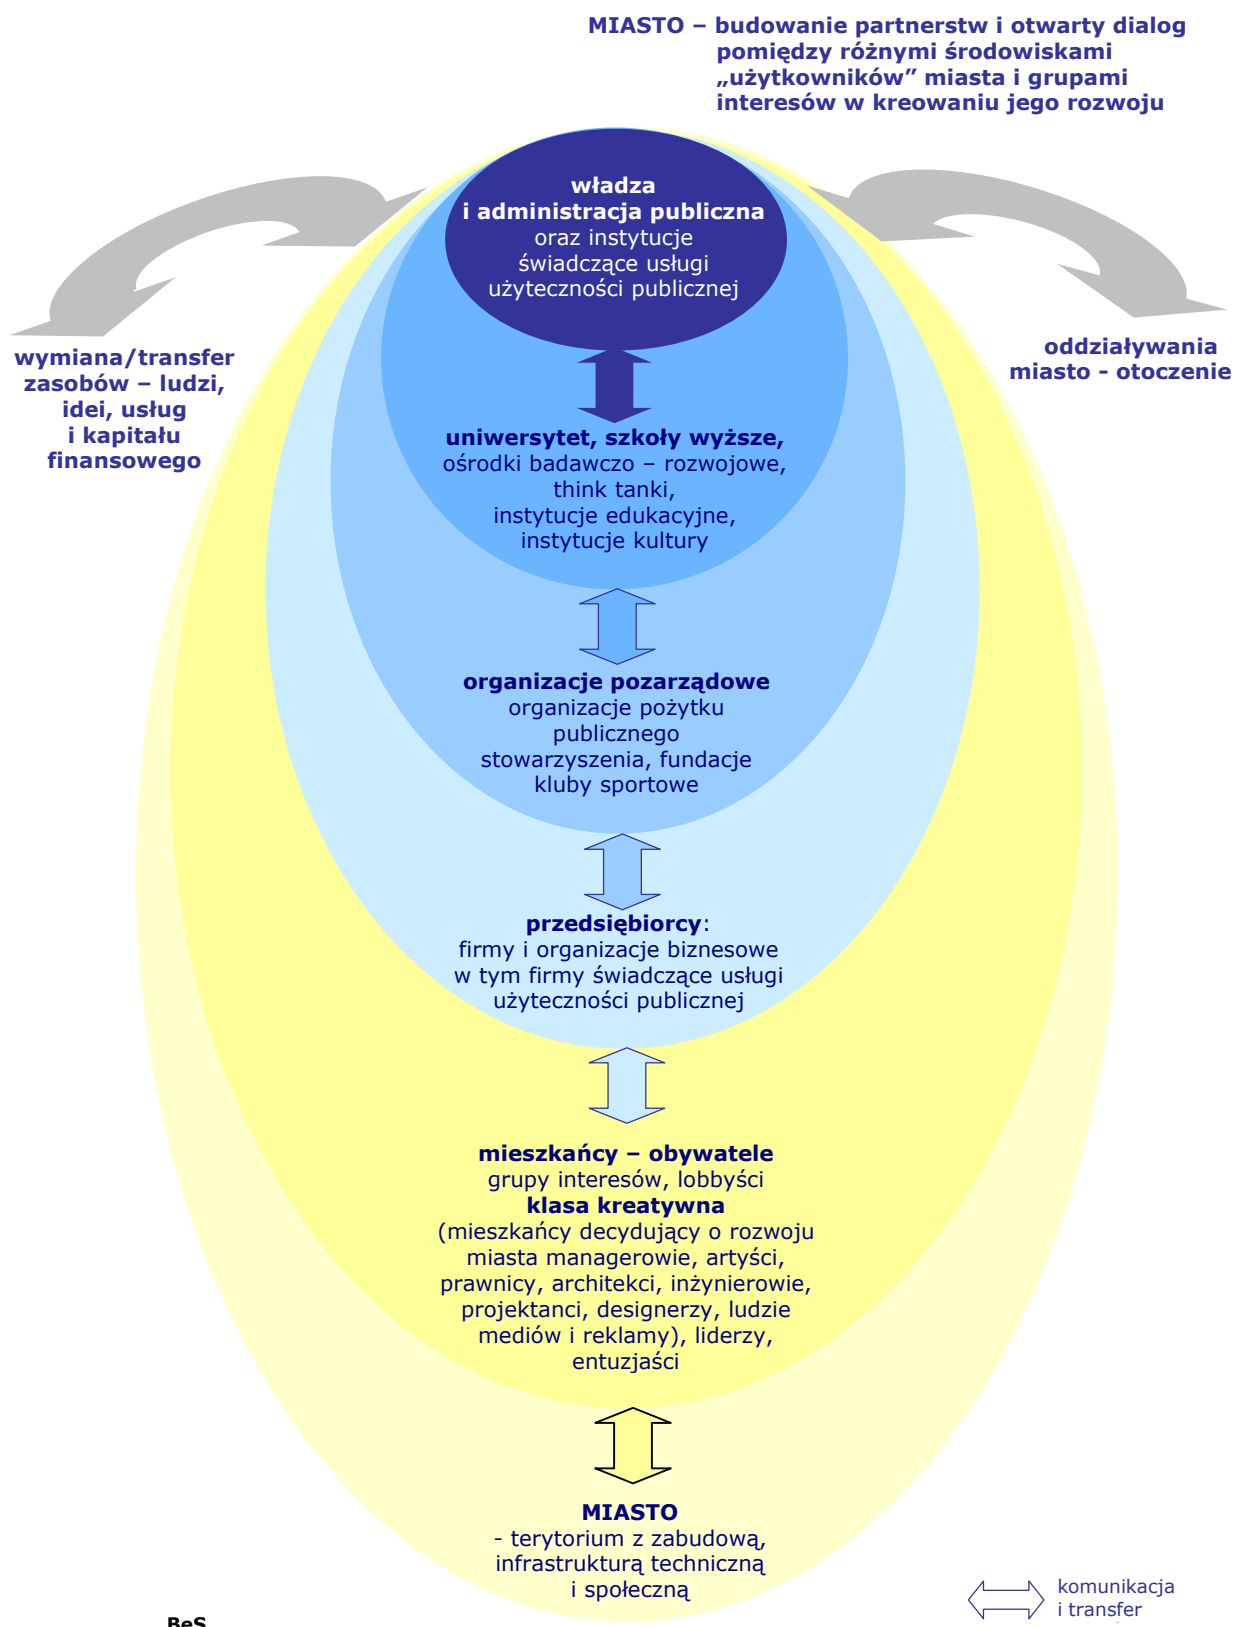 MIASTO – budowanie partnerstw i otwarty dialog
pomiędzy różnymi środowiskami
„użytkowników” miasta i grupami
interesów w kreowaniu jego rozwoju
władza
i administracja publiczna
oraz instytucje
świadczące usługi
użyteczności publicznej
wymiana/transfer
zasobów – ludzi,
idei, usług
i kapitału
finansowego
oddziaływania
miasto - otoczenie
uniwersytet, szkoły wyższe,
ośrodki badawczo – rozwojowe,
think tanki,
instytucje edukacyjne,
instytucje kultury
organizacje pozarządowe
organizacje pożytku
publicznego
stowarzyszenia, fundacje
kluby sportowe
przedsiębiorcy:
firmy i organizacje biznesowe
w tym firmy świadczące usługi
użyteczności publicznej
mieszkańcy – obywatele
grupy interesów, lobbyści
klasa kreatywna
(mieszkańcy decydujący o rozwoju
miasta managerowie, artyści,
prawnicy, architekci, inżynierowie,
projektanci, designerzy, ludzie
mediów i reklamy), liderzy,
entuzjaści
MIASTO
- terytorium z zabudową,
infrastrukturą techniczną
i społeczną
komunikacja
i transfer
BeS